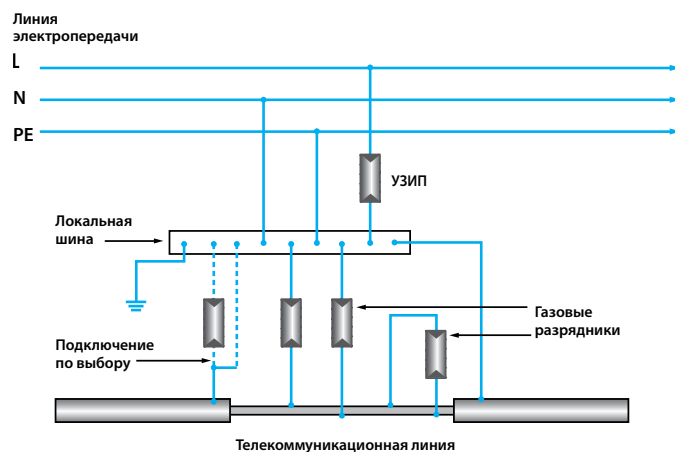 Линия
электропередачи
L
N
PE
УЗИП
Локальная
шина
Газовые
разрядники
Подключение
по выбору
Телекоммуникационная линия